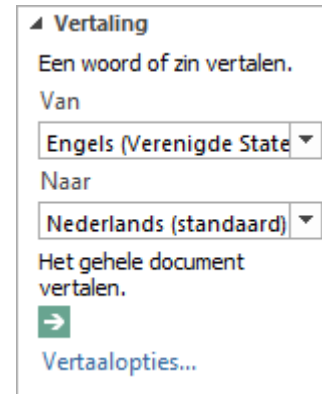 Vertaling
Een woord of zin vertalen.
Van
Engels (Verenigde State
Naar
Nederlands (standaard)
Het gehele document
vertalen.
Vertaalopties...